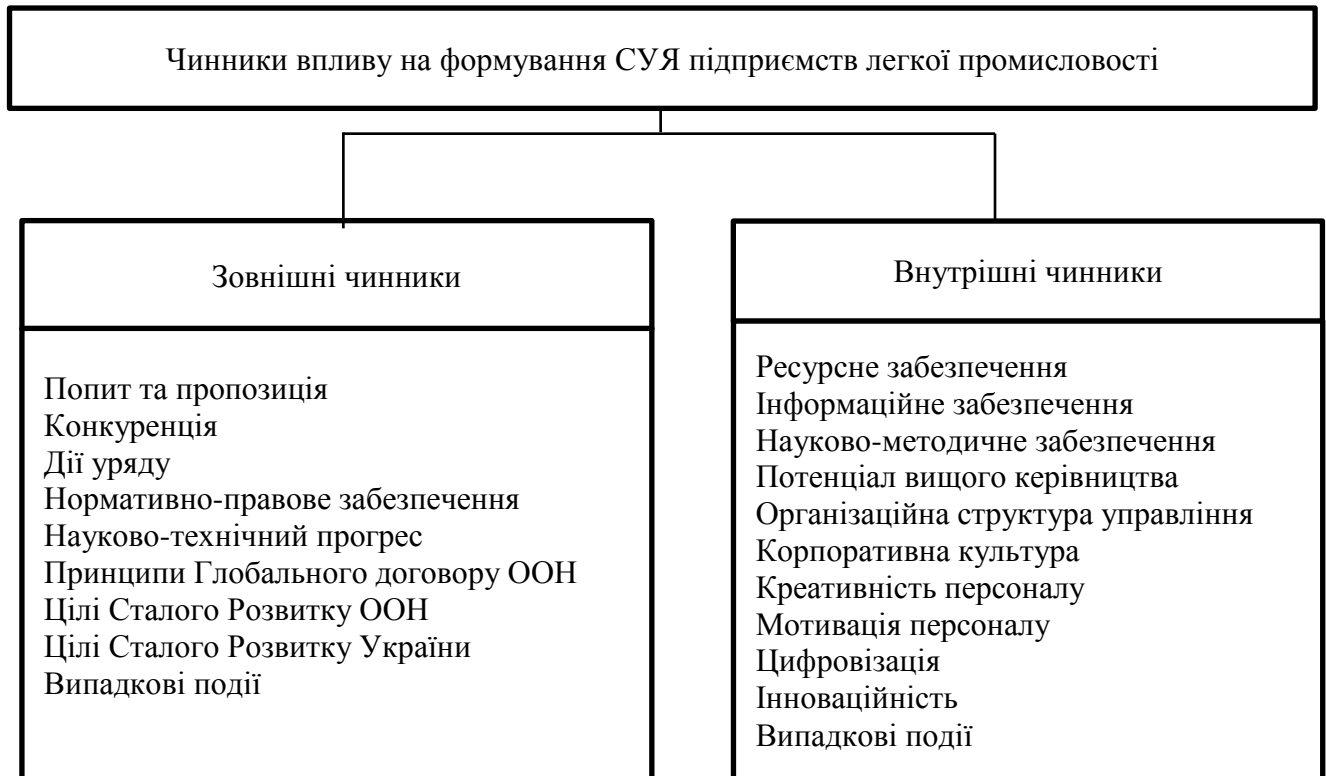 Чинники впливу на формування СУЯ підприємств легкої промисловості
Зовнішні чинники
Попит та пропозиція
Конкуренція
Дії уряду
Нормативно-правове забезпечення
Науково-технічний прогрес
Принципи Глобального договору ООН
Цілі Сталого Розвитку ООН
Цілі Сталого Розвитку України
Випадкові події
Внутрішні чинники
Ресурсне забезпечення
Інформаційне забезпечення
Науково-методичне забезпечення
Потенціал вищого керівництва
Організаційна структура управління
Корпоративна культура
Креативність персоналу
Мотивація персоналу
Цифровізація
Інноваційність
Випадкові події